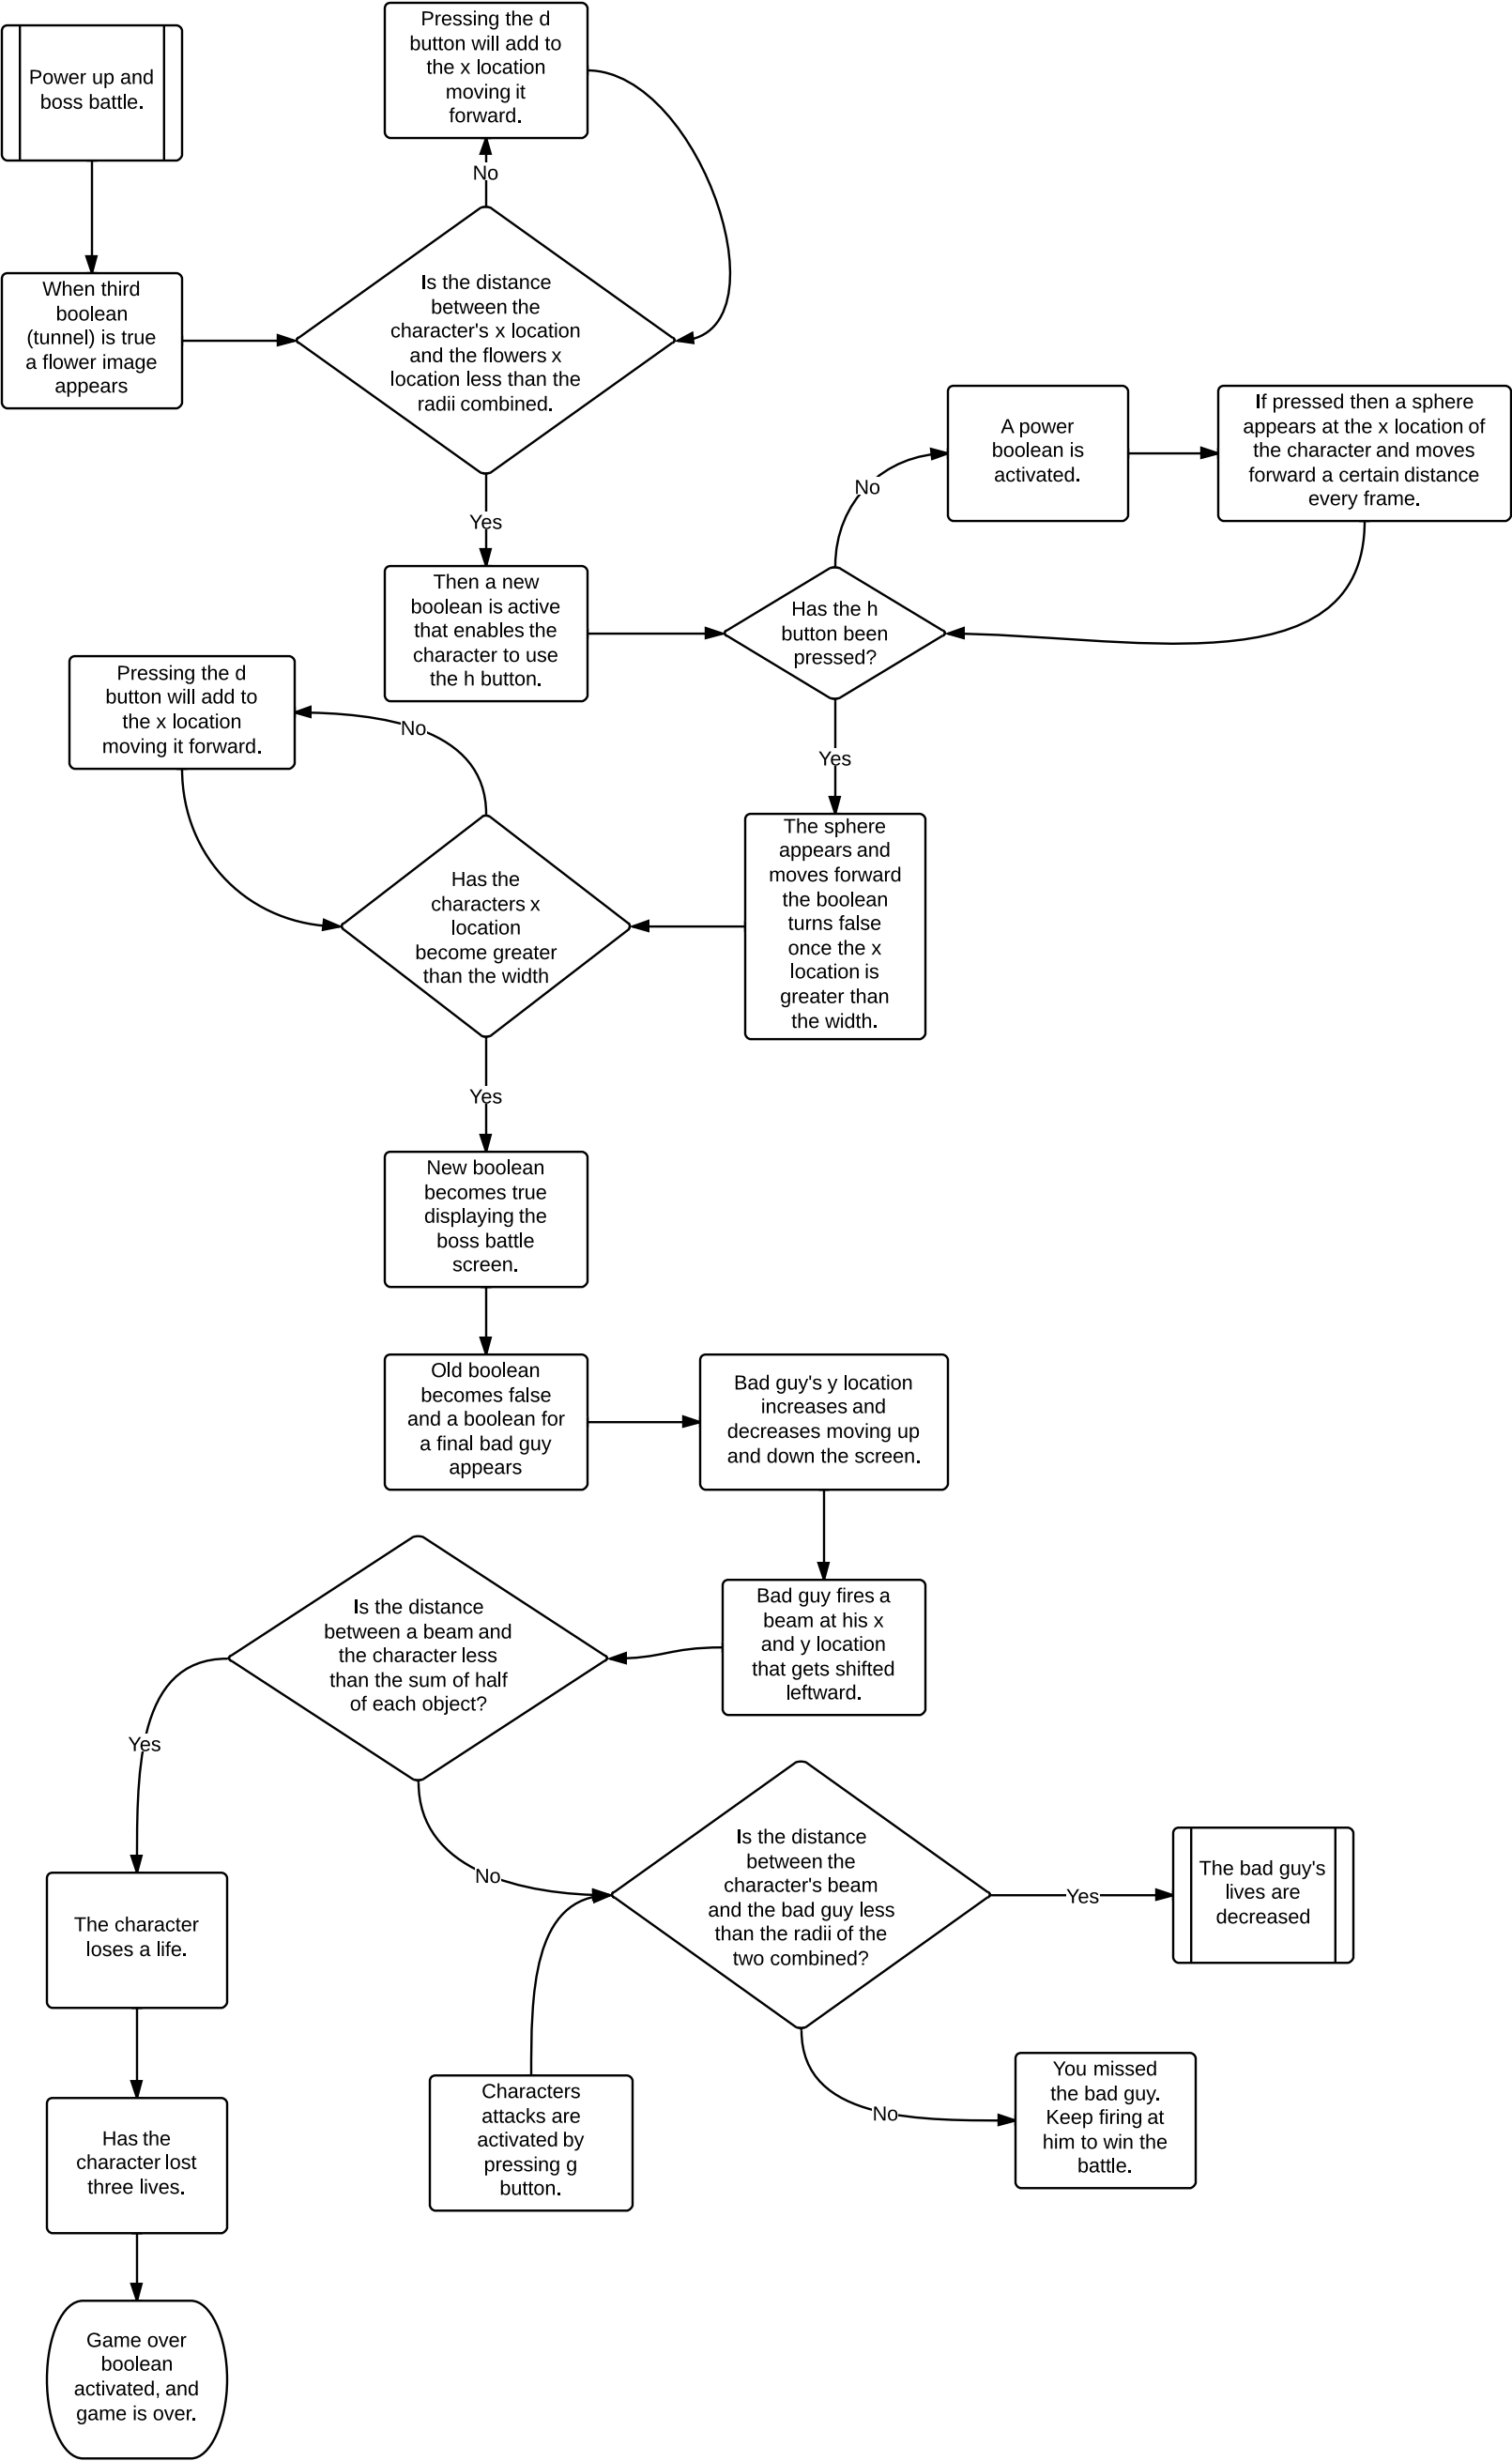 Power up and
boss battle.
When third
boolean
(tunnel) is true
a flower image
appears
Pressing the d
button will add to
the x location
moving it
forward.
No
Is the distance
between the
character's x location
and the flowers x
location less than the
radii combined.
Yes
Then a new
boolean is active
that enables the
character to use
the h button.
Has the h
button been
pressed?
No
A power
boolean is
activated.
If pressed then a sphere
appears at the x location of
the character and moves
forward a certain distance
every frame.
Yes
The sphere
appears and
moves forward
the boolean
turns false
once the x
location is
greater than
the width.
Has the
characters x
location
become greater
than the width
No
Pressing the d
button will add to
the x location
moving it forward.
Yes
New boolean
becomes true
displaying the
boss battle
screen.
Old boolean
becomes false
and a boolean for
a final bad guy
appears
Bad guy's y location
increases and
decreases moving up
and down the screen.
Bad guy fires a
beam at his x
and y location
that gets shifted
leftward.
Is the distance
between a beam and
the character less
than the sum of half
of each object?
Yes
The character
loses a life.
Has the
character lost
three lives.
Game over
boolean
activated, and
game is over.
No
Is the distance
between the
character's beam
and the bad guy less
than the radii of the
two combined?
Characters
attacks are
activated by
pressing g
button.
Yes
The bad guy's
lives are
decreased
No
You missed
the bad guy.
Keep firing at
him to win the
battle.